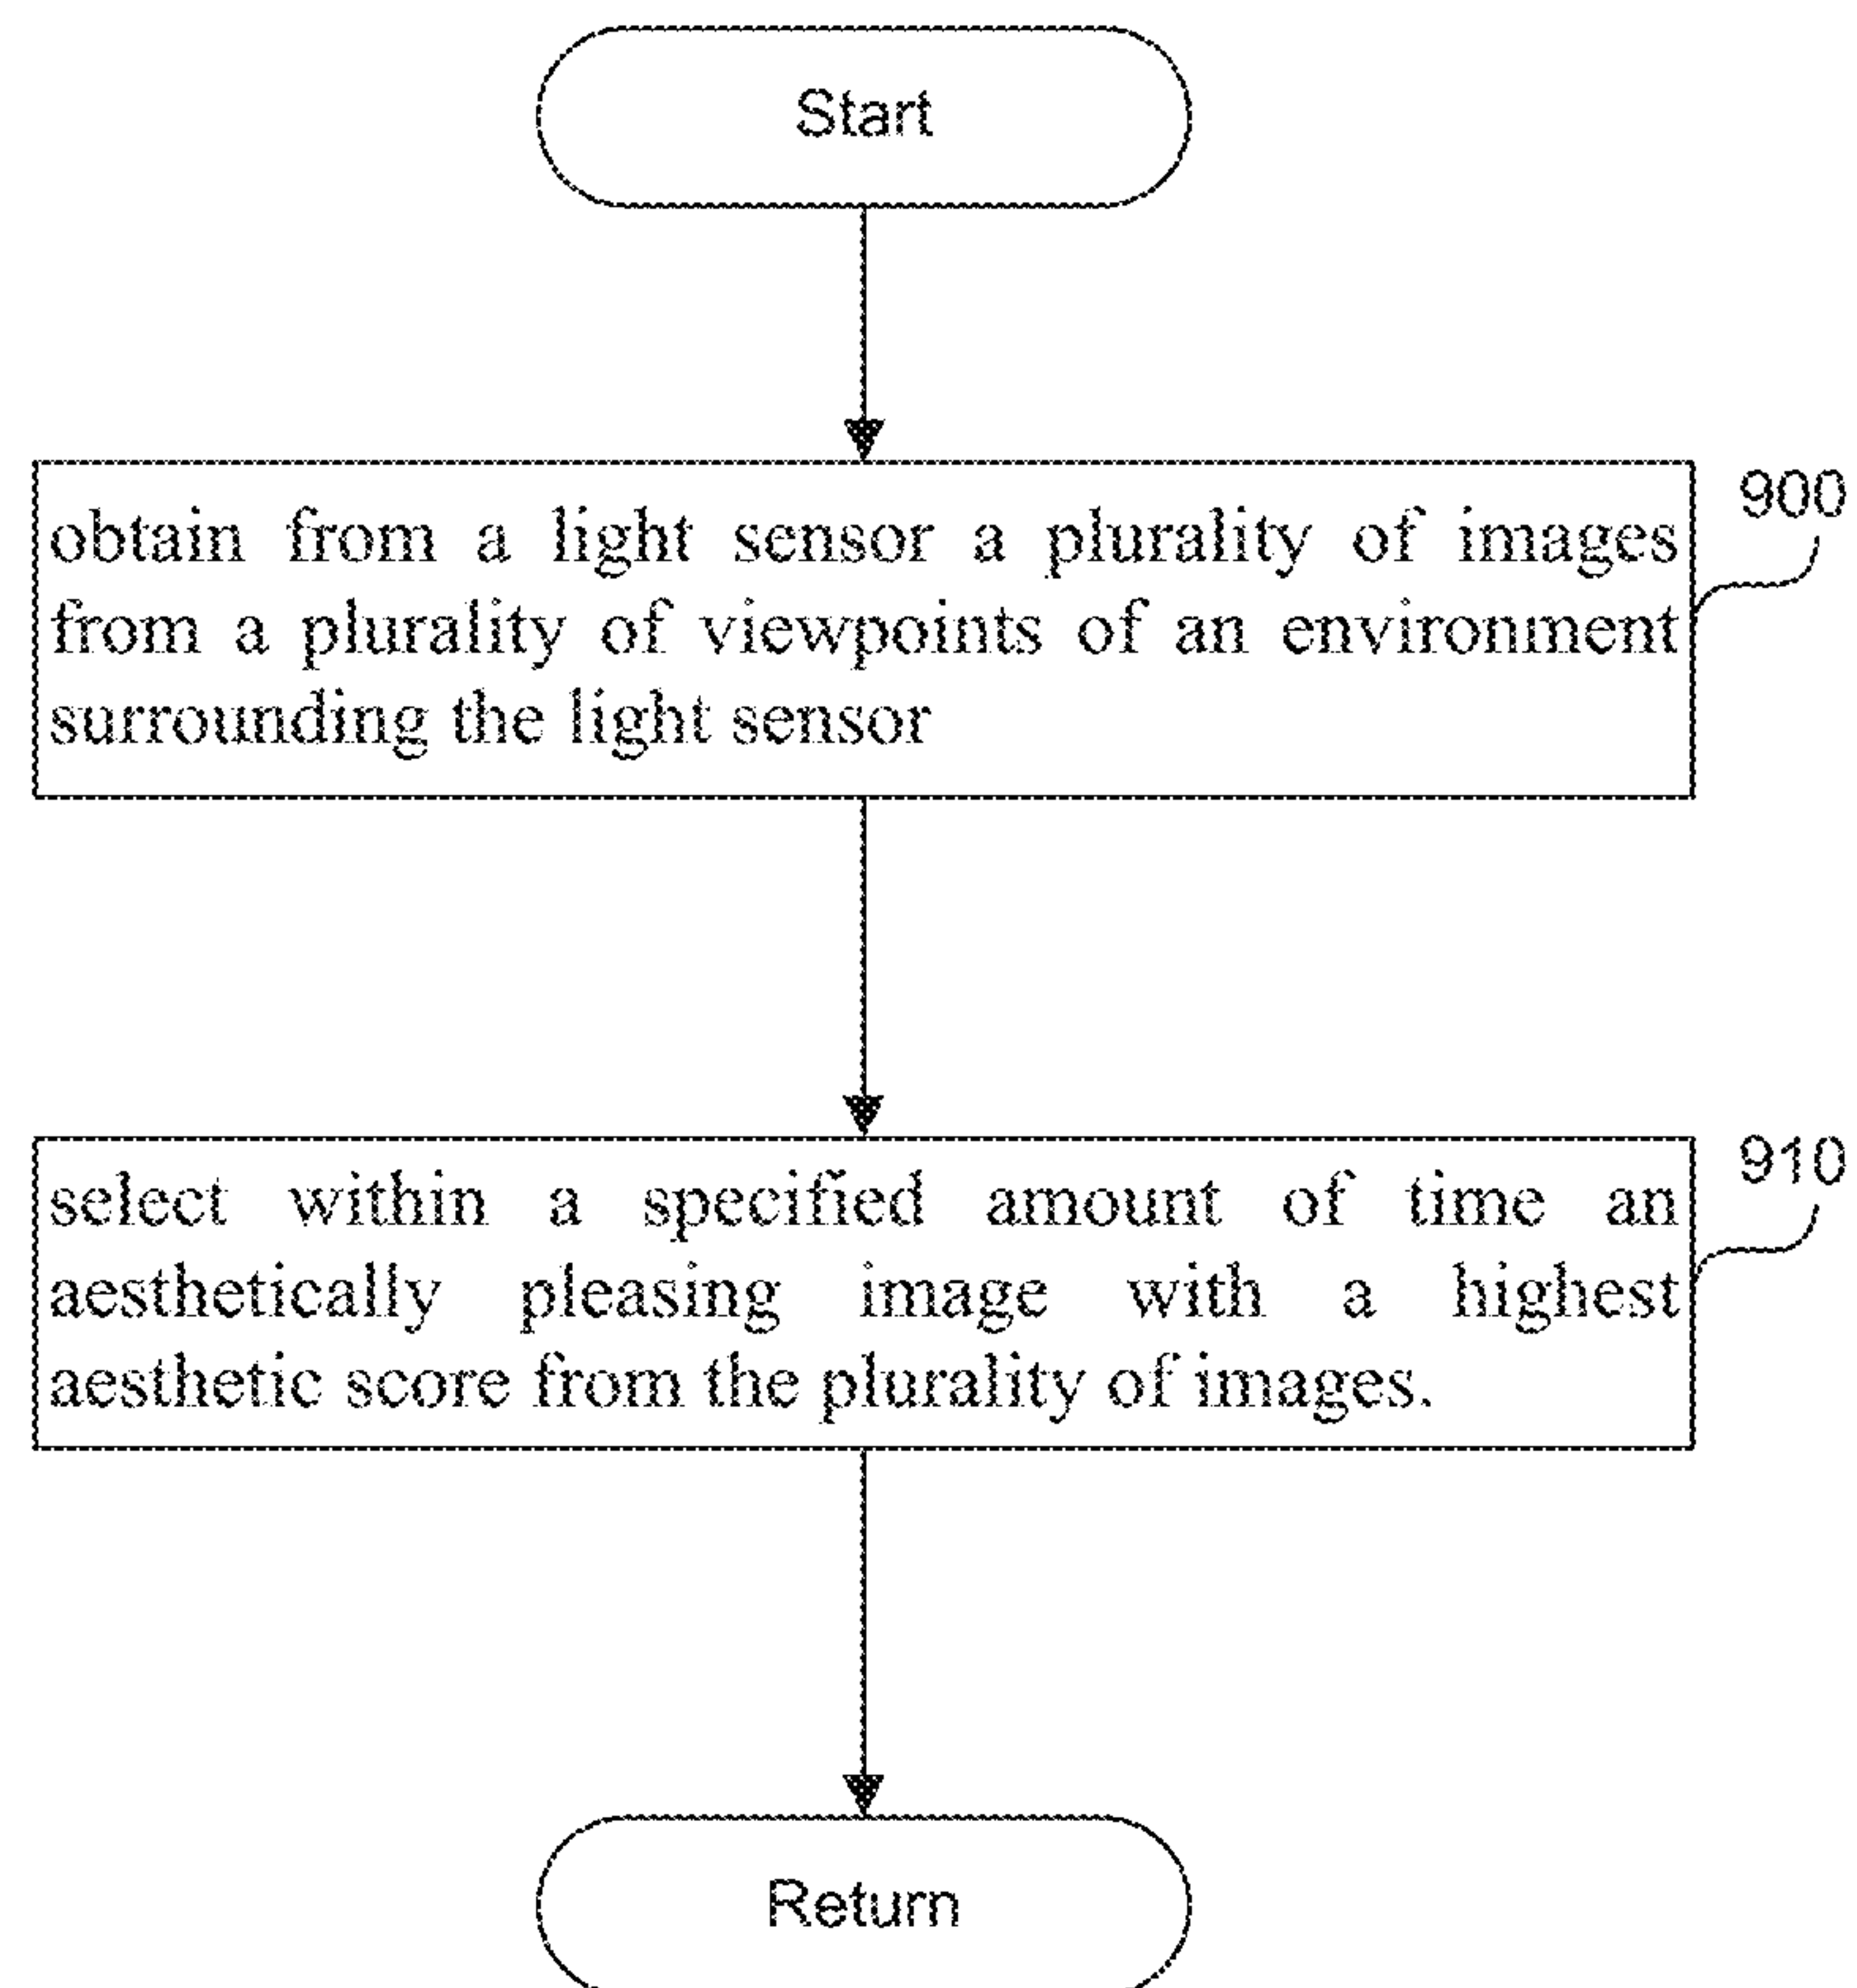 Start
900
obtain from a light sensor a plurality of images
from a plurality of viewpoints of an environment
surrounding the light sensor
910
select within a specified amount of time an
aesthetically pleasing image with a highest
aesthetic score from the plurality of images.
Return